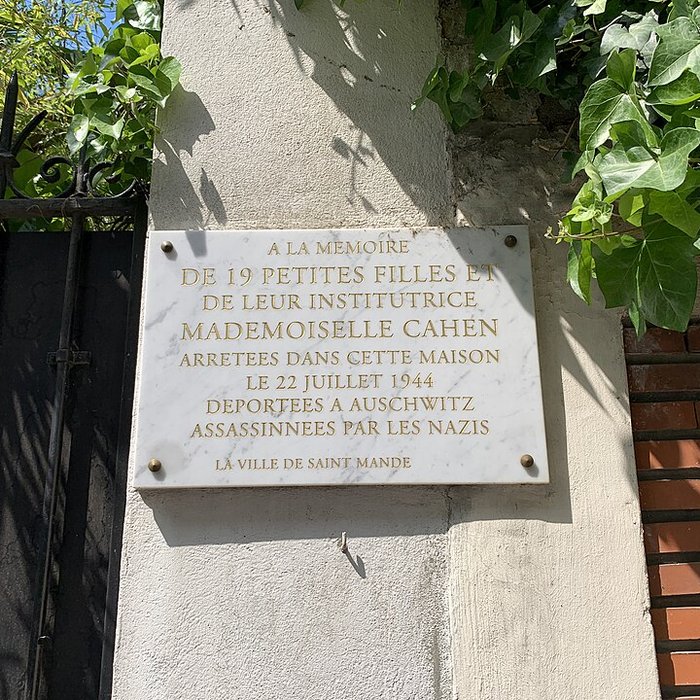 A LA MEMOIRE
DE 19 PETITES FILLES ET
DE LEUR INSTITUTRICE
MADEMOISELLE CAHEN
ARRETEES DANS CETTE MAISON
LE 22 JUILLET 1944
DEPORTEES A AUSCHWITZ
ASSASSINNEES PAR LES NAZIS
LA VILLE DE SAINT MANDE